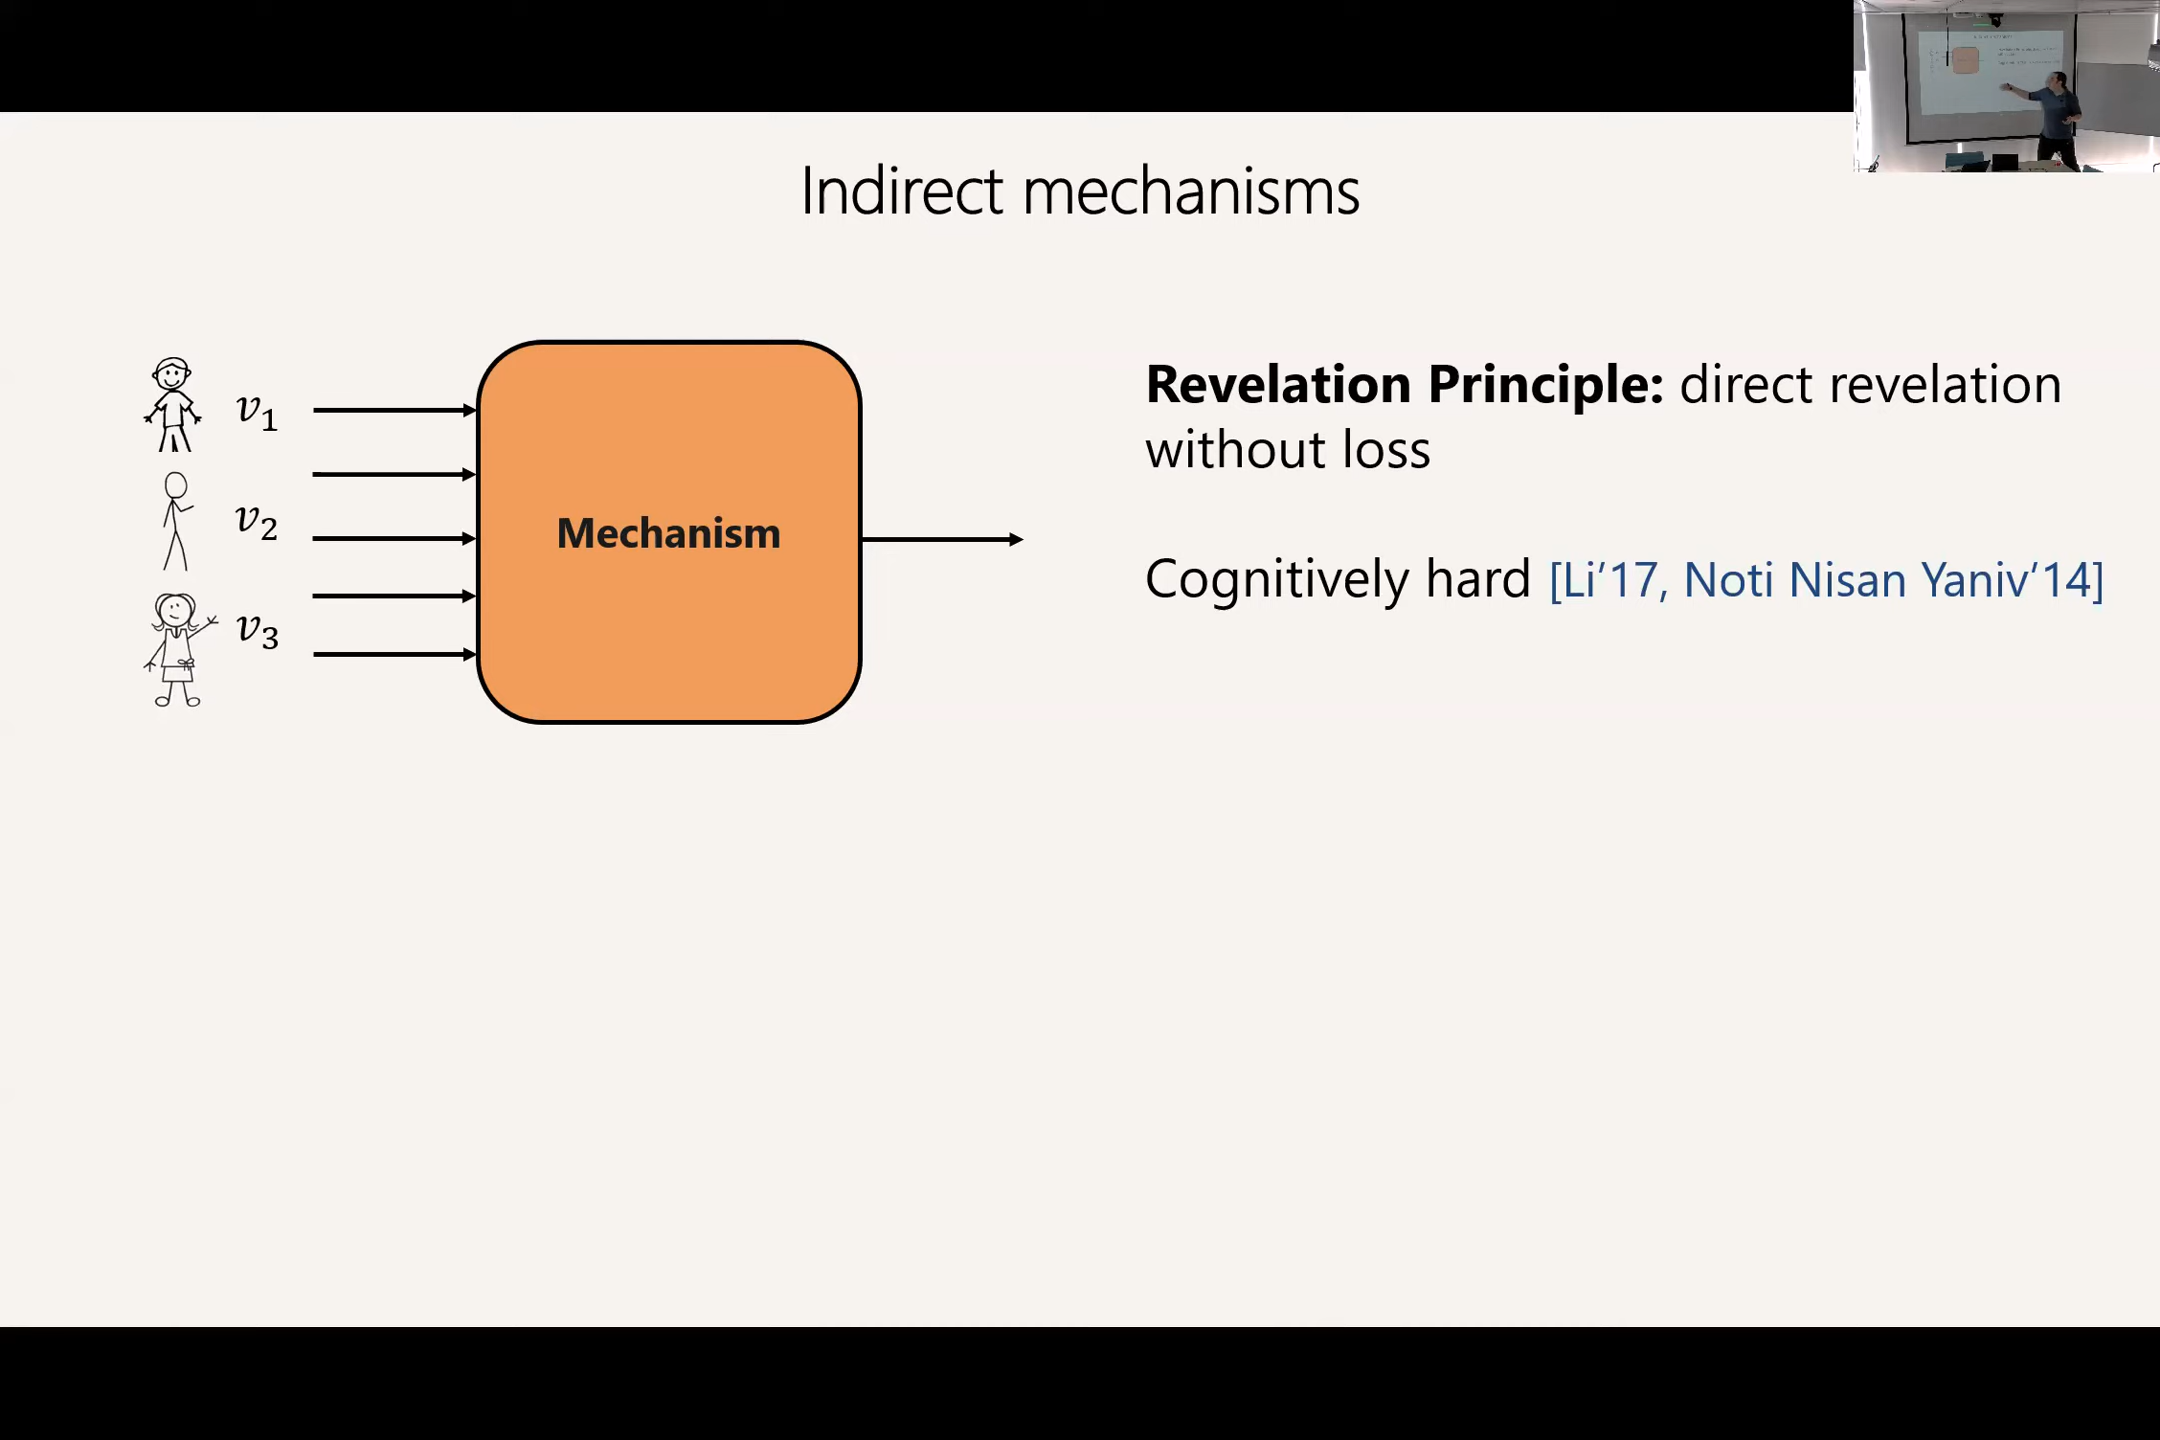 Indirect mechanisms
v₁
v₂
v₃
Mechanism
Revelation Principle: direct revelation
without loss
Cognitively hard [Li’17, Noti Nisan Yaniv’14]